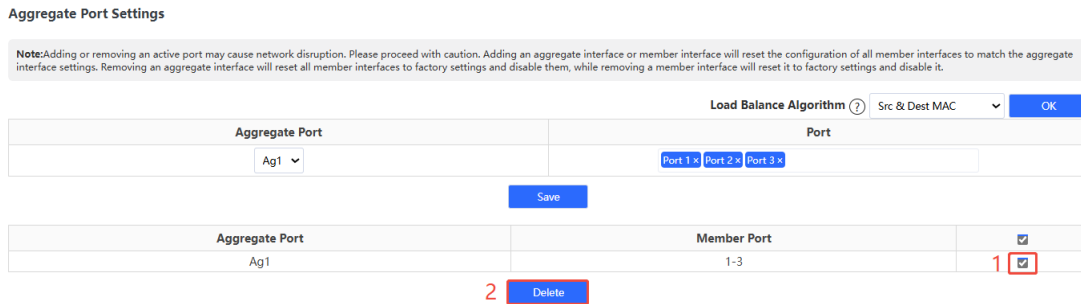 Aggregate Port Settings
Note:Adding or removing an active port may cause network disruption. Please proceed with caution. Adding an aggregate interface or member interface will reset the configuration of all member interfaces to match the aggregate
interface settings. Removing an aggregate interface will reset all member interfaces to factory settings and disable them, while removing a member interface will reset it to factory settings and disable it.
Load Balance Algorithm ? Src & Dest MAC OK
Aggregate Port Port
Ag1 Port 1 × Port 2 × Port 3 ×
Save
Aggregate Port Member Port
Ag1 1-3 1
2 Delete